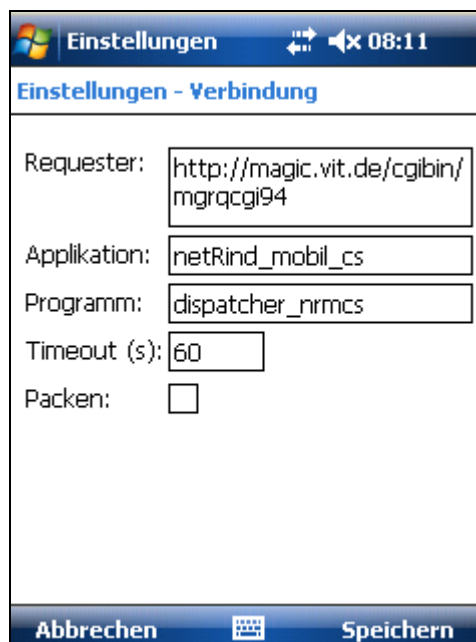 Einstellungen 08:11
Einstellungen - Verbindung
Requester: http://magic.vit.de/cgibin/
mgrqcgi94
Applikation: netRind_mobil_cs
Programm: dispatcher_nrmcs
Timeout (s): 60
Packen:
Abbrechen Speichern